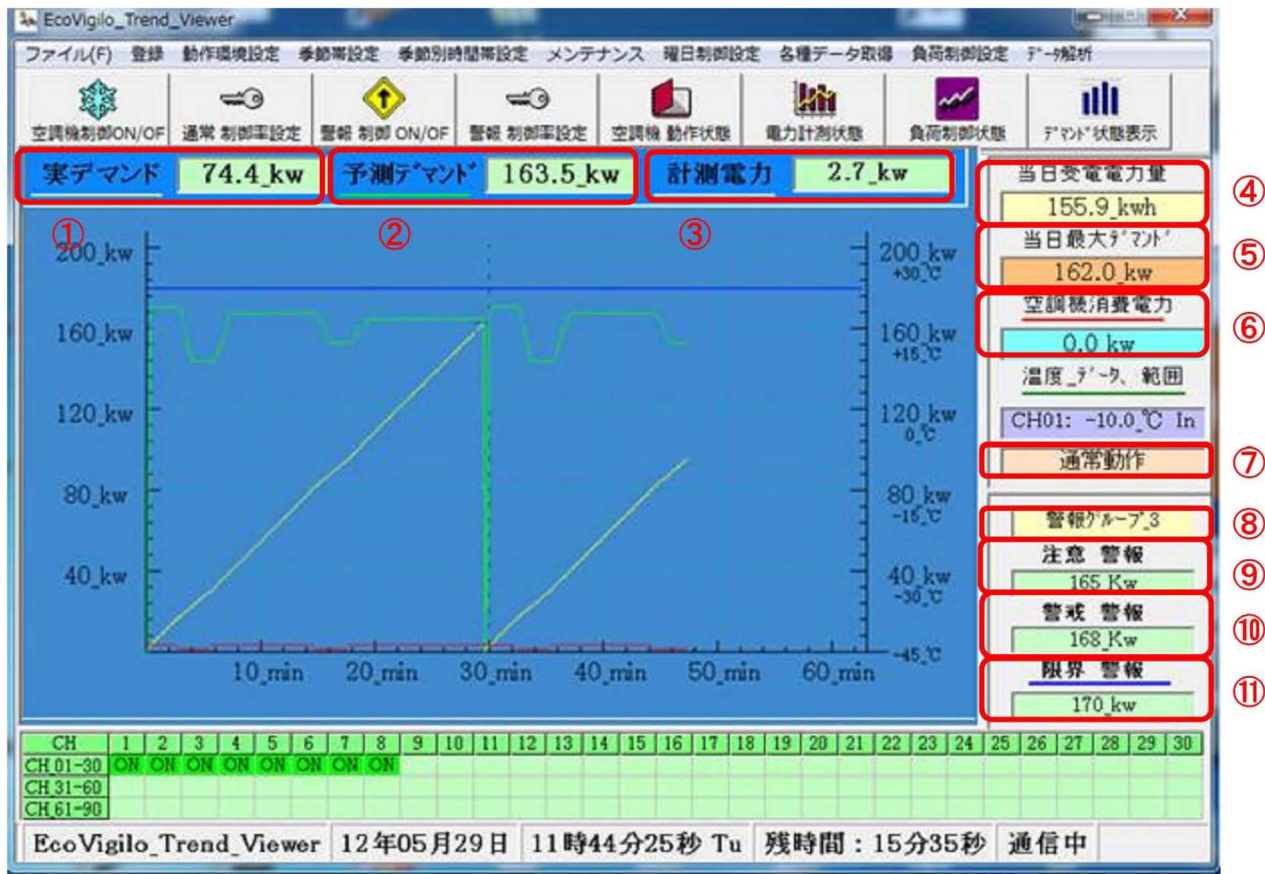 EcoVigilo_Trend_Viewer
ファイル(F) 登録 動作環境設定 季節帯設定 季節別時間帯設定 メンテナンス 曜日制御設定 各種データ取得 負荷制御設定 データ解析
空調機制御ON/OF 通常 制御率設定 警報 制御 ON/OF 警報 制御率設定 空調機 動作状態 電力計測状態 負荷制御状態 デマンド状態表示
実デマンド 74.4_kw 予測デマンド 163.5_kw 計測電力 2.7_kw
① ② ③
当日受電電力量
155.9_kwh
④
当日最大デマンド
162.0_kw
⑤
空調機消費電力
0.0_kw
⑥
温度_データ、範囲
CH01: -10.0_℃ In
通常動作
⑦
警報グループ_3
⑧
注意 警報
165_Kw
⑨
警戒 警報
168_Kw
⑩
限界 警報
170_kw
⑪
200_kw 200_kw
+30_℃
160_kw 160_kw
+15_℃
120_kw 120_kw
0_℃
80_kw 80_kw
-15_℃
40_kw 40_kw
-30_℃
-45_℃
10_min 20_min 30_min 40_min 50_min 60_min
CH 1 2 3 4 5 6 7 8 9 10 11 12 13 14 15 16 17 18 19 20 21 22 23 24 25 26 27 28 29 30
CH_01-30 ON ON ON ON ON ON ON ON
CH_31-60
CH_61-90
EcoVigilo_Trend_Viewer 12年05月29日 11時44分25秒 Tu 残時間：15分35秒 通信中